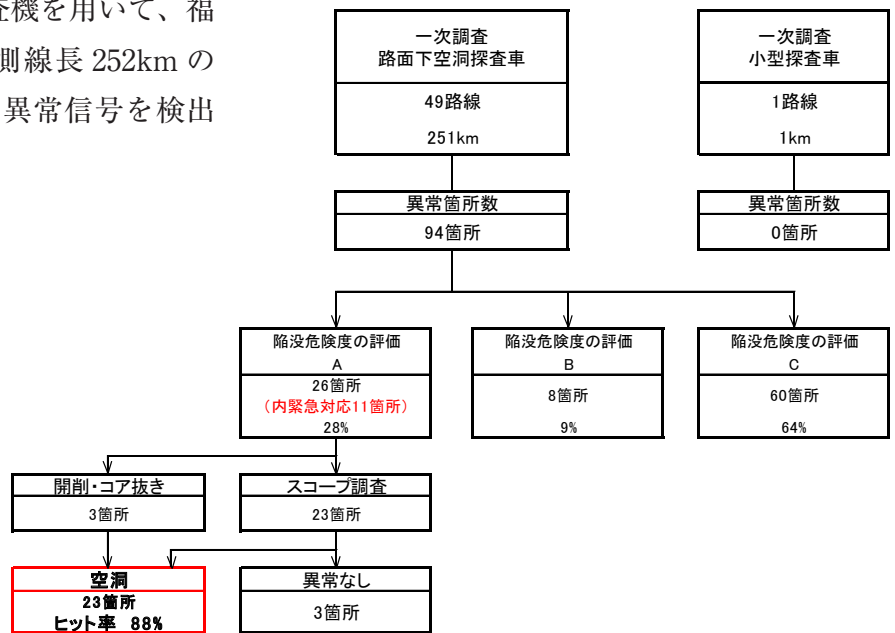 査機を用いて、福
測線長 252km の
異常信号を検出
一次調査
路面下空洞探査車
49路線
251km
一次調査
小型探査車
1路線
1km
異常箇所数
94箇所
異常箇所数
0箇所
陥没危険度の評価
A
26箇所
（内緊急対応11箇所）
28%
陥没危険度の評価
B
8箇所
9%
陥没危険度の評価
C
60箇所
64%
開削・コア抜き
3箇所
スコープ調査
23箇所
空洞
23箇所
ヒット率 88%
異常なし
3箇所